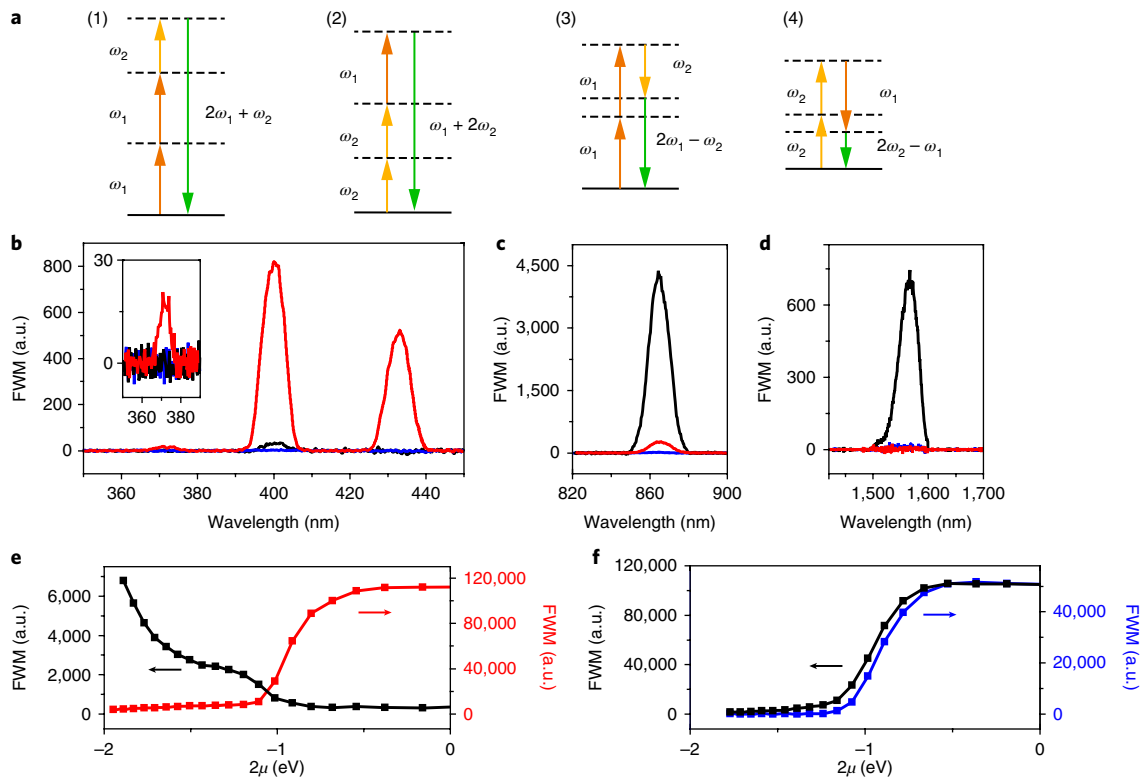 a
(1)
(2)
(3)
(4)
ω2
ω1
ω1
2ω1 + ω2
ω1
ω2
ω2
ω1 + 2ω2
ω1
ω1
ω2
2ω1 − ω2
ω2
ω2
ω1
2ω2 − ω1
b
FWM (a.u.)
800
600
400
200
0
30
0
360 380
360 400 420 440
Wavelength (nm)
c
FWM (a.u.)
4,500
3,000
1,500
0
820 860 900
Wavelength (nm)
d
FWM (a.u.)
600
300
0
1,500 1,600 1,700
Wavelength (nm)
e
FWM (a.u.)
6,000
4,000
2,000
0
120,000
80,000
40,000
0
FWM (a.u.)
−2 −1 0
2μ (eV)
f
FWM (a.u.)
120,000
80,000
40,000
0
40,000
20,000
0
FWM (a.u.)
−2 −1 0
2μ (eV)